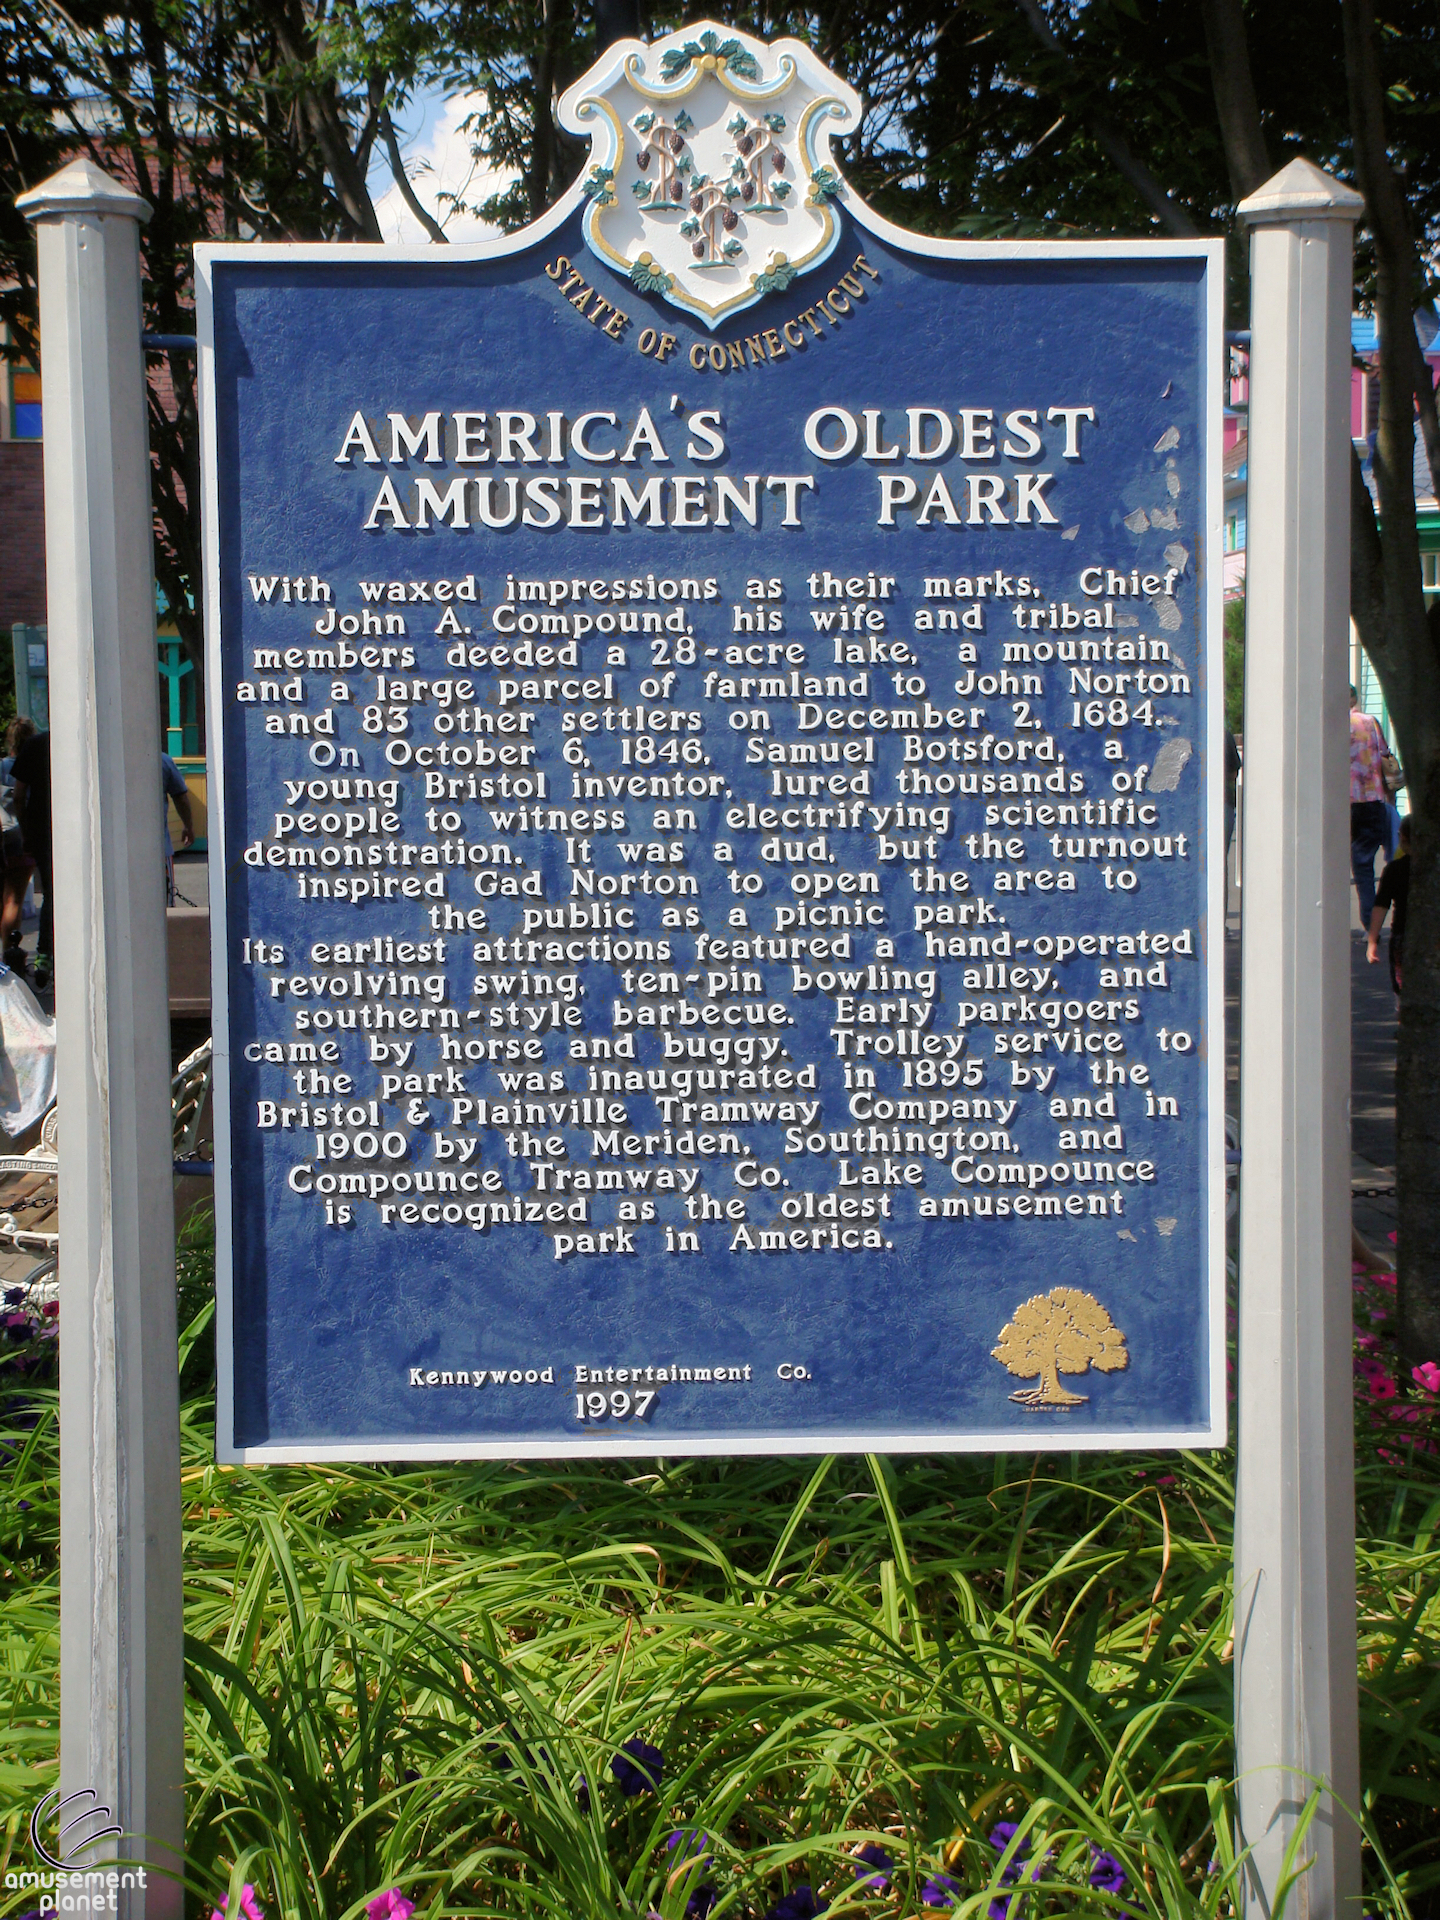 STATE OF CONNECTICUT
AMERICA'S OLDEST
AMUSEMENT PARK
With waxed impressions as their marks, Chief
John A. Compound, his wife and tribal
members deeded a 28-acre lake, a mountain
and a large parcel of farmland to John Norton
and 83 other settlers on December 2, 1684.
On October 6, 1846, Samuel Botsford, a
young Bristol inventor, lured thousands of
people to witness an electrifying scientific
demonstration. It was a dud, but the turnout
inspired Gad Norton to open the area to
the public as a picnic park.
Its earliest attractions featured a hand-operated
revolving swing, ten-pin bowling alley, and
southern-style barbecue. Early parkgoers
came by horse and buggy. Trolley service to
the park was inaugurated in 1895 by the
Bristol & Plainville Tramway Company and in
1900 by the Meriden, Southington, and
Compounce Tramway Co. Lake Compounce
is recognized as the oldest amusement
park in America.
Kennywood Entertainment Co.
1997
amusement
planet